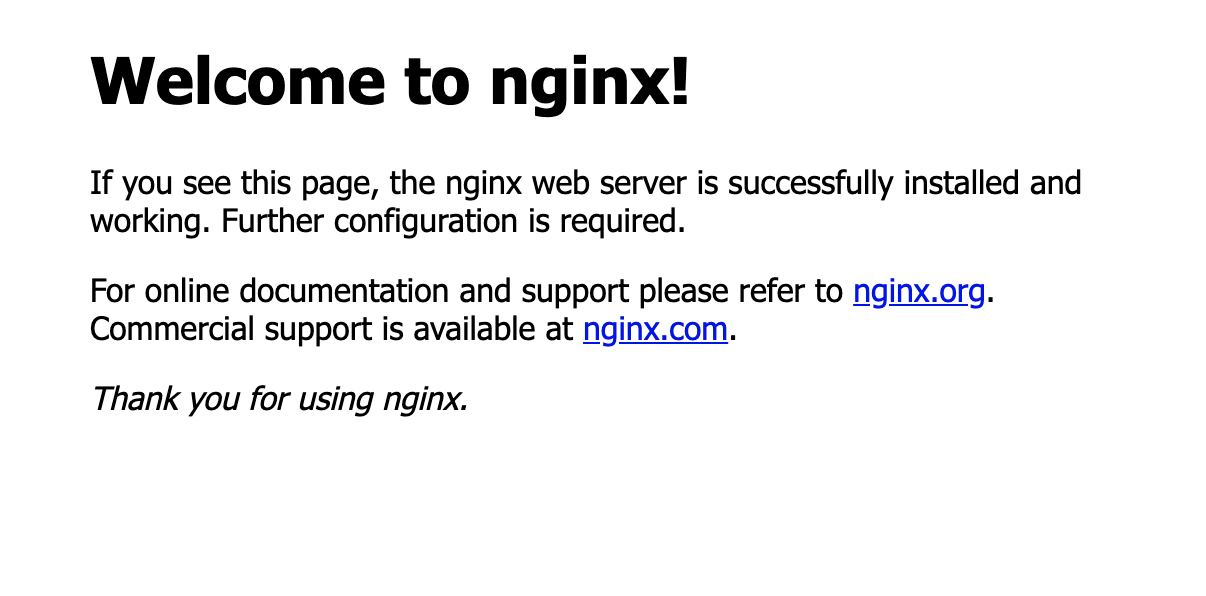 Welcome to nginx!
If you see this page, the nginx web server is successfully installed and
working. Further configuration is required.
For online documentation and support please refer to nginx.org.
Commercial support is available at nginx.com.
Thank you for using nginx.